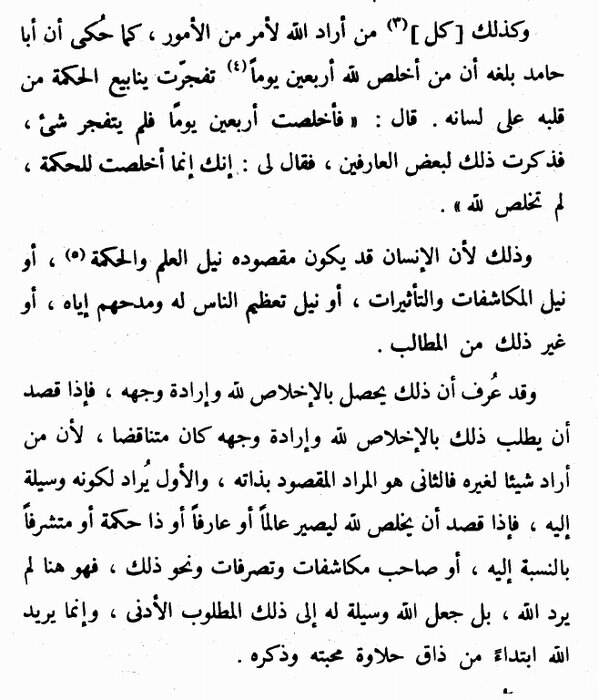 وكذلك [ كل ](٣) من أراد الله لأمر من الأمور ، كما حُكى أن أبا
حامد بلغه أن من أخلص لله أربعين يوماً(٤) تفجرّت ينابيع الحكمة من
قلبه على لسانه . قال : « فأخلصت أربعين يومًا فلم يتفجر شئ ،
فذكرت ذلك لبعض العارفين ، فقال لى : إنك إنما أخلصت للحكمة ،
لم تخلص لله » .
وذلك لأن الإنسان قد يكون مقصوده نيل العلم والحكمة(٥) ، أو
نيل المكاشفات والتأثيرات ، أو نيل تعظيم الناس له ومدحهم إياه ، أو
غير ذلك من المطالب .
وقد عُرف أن ذلك يحصل بالإخلاص لله وإرادة وجهه ، فإذا قصد
أن يطلب ذلك بالإخلاص لله وإرادة وجهه كان متناقضا ، لأن من
أراد شيئا لغيره فالثانى هو المراد المقصود بذاته ، والأول يُراد لكونه وسيلة
إليه ، فإذا قصد أن يخلص لله ليصير عالماً أو عارفاً أو ذا حكمة أو متشرفاً
بالنسبة إليه ، أو صاحب مكاشفات وتصرفات ونحو ذلك ، فهو هنا لم
يرد الله ، بل جعل الله وسيلة له إلى ذلك المطلوب الأدنى ، وإنما يريد
الله ابتداءً من ذاق حلاوة محبته وذكره .